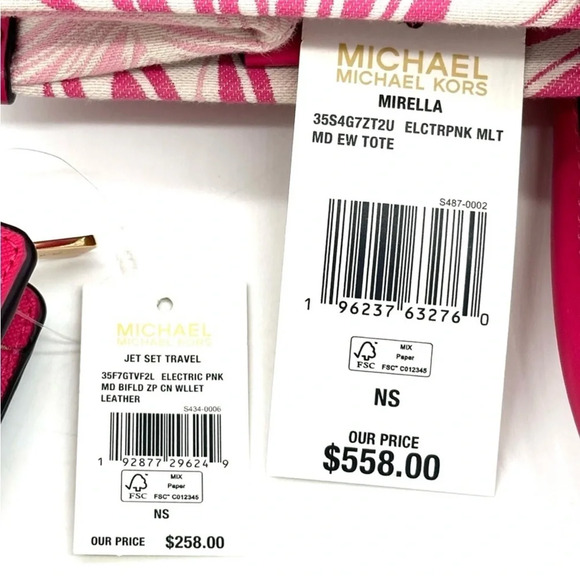 MICHAEL
MICHAEL KORS
MIRELLA
35S4G7ZT2U ELCTRPNK MLT
MD EW TOTE
S487-0002
1 96237 63276 0
FSC
MIX
Paper
FSC® C012345
NS
OUR PRICE
$558.00
MICHAEL
MICHAEL KORS
JET SET TRAVEL
35F7GTVF2L ELECTRIC PNK
MD BIFLD ZP CN WLLET
LEATHER
S434-0006
1 92877 29624 9
FSC
MIX
Paper
FSC® C012345
NS
OUR PRICE $258.00